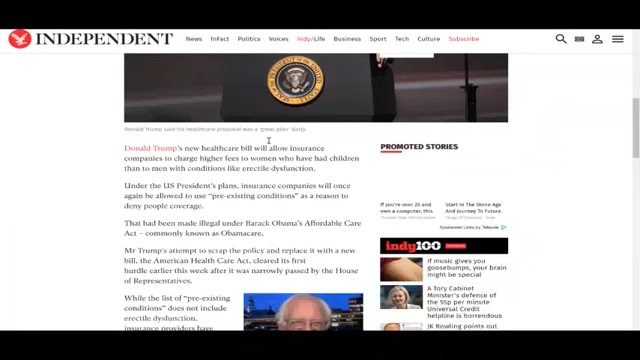 INDEPENDENT
News InFact Politics Voices Indy/Life Business Sport Tech Culture Subscribe
Donald Trump said his healthcare proposal was a 'great plan' Getty
Donald Trump's new healthcare bill will allow insurance
companies to charge higher fees to women who have had children
than to men with conditions like erectile dysfunction.
Under the US President's plans, insurance companies will once
again be allowed to use "pre-existing conditions" as a reason to
deny people coverage.
That had been made illegal under Barack Obama's Affordable Care
Act – commonly known as Obamacare.
Mr Trump's attempt to scrap the policy and replace it with a new
bill, the American Health Care Act, cleared its first
hurdle earlier this week after it was narrowly passed by the House
of Representatives.
While the list of "pre-existing
conditions" does not include
erectile dysfunction,
insurance providers have
PROMOTED STORIES
If you're over 25 and
own a computer, this
Start In The Stone Age
And Journey To Future.
Sponsored Links by Taboola
indy100
If music gives you
goosebumps, your brain
might be special
A Tory Cabinet
Minister's defence of
the 55p per minute
Universal Credit
helpline is horrendous
JK Rowling points out